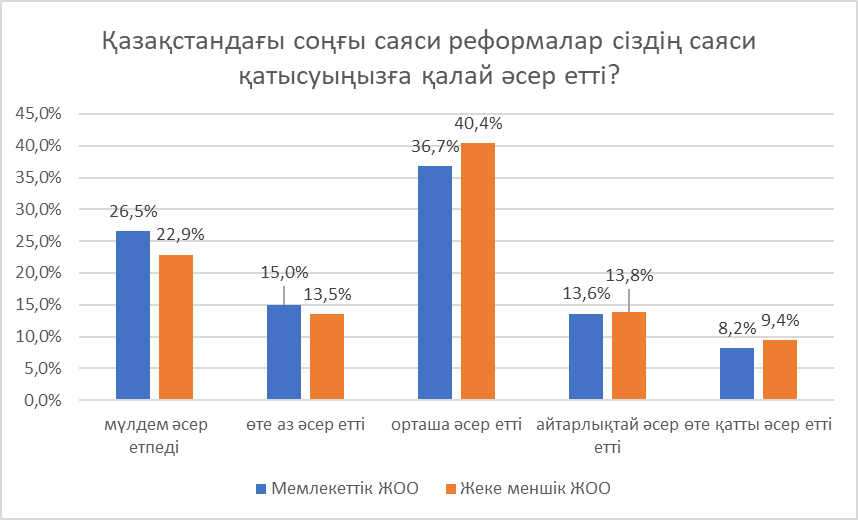 Қазақстандағы соңғы саяси реформалар сіздің саяси
қатысуыңызға қалай әсер етті?
45,0%
40,0%
35,0%
30,0%
25,0%
20,0%
15,0%
10,0%
5,0%
0,0%
26,5%
22,9%
15,0%
13,5%
36,7%
40,4%
13,6%
13,8%
8,2%
9,4%
мүлдем әсер
етпеді
өте аз әсер етті
орташа әсер етті
айтарлықтай әсер
етті
өте қатты әсер етті
Мемлекеттік ЖОО
Жеке меншік ЖОО